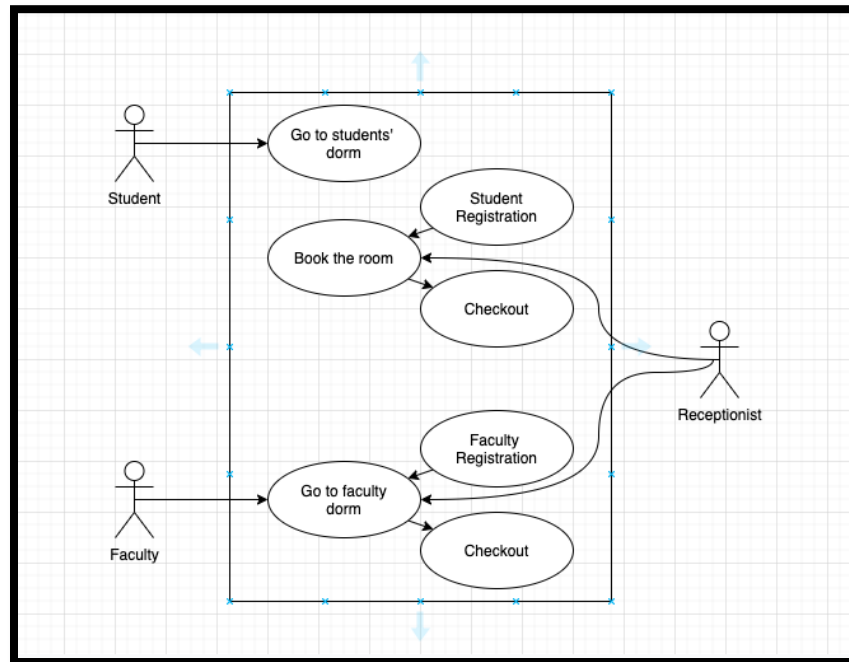 Go to students'
dorm
Student
Student
Registration
Book the room
Checkout
Receptionist
Faculty
Registration
Go to faculty
dorm
Checkout
Faculty